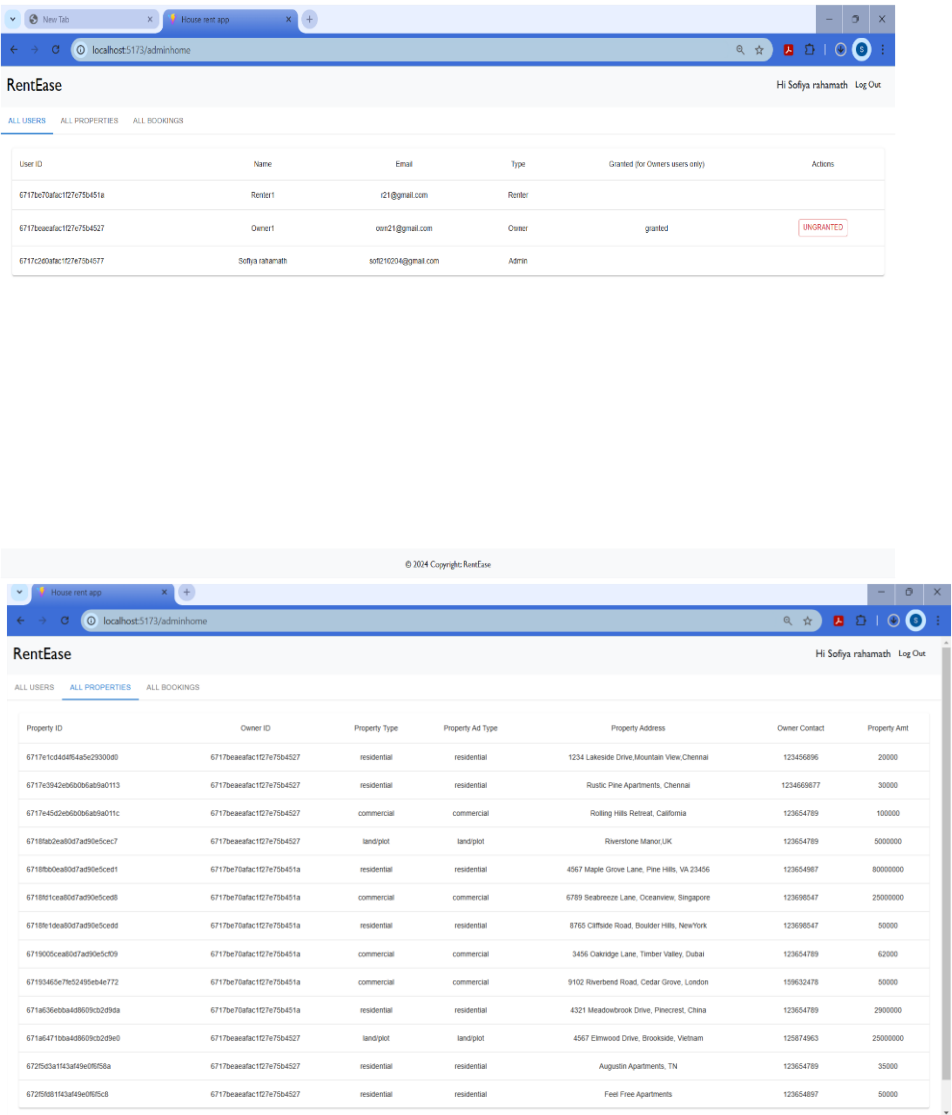 New Tab House rent app
localhost:5173/adminhome S
RentEase Hi Sofiya rahamath Log Out
ALL USERS ALL PROPERTIES ALL BOOKINGS
User ID Name Email Type Granted (for Owners users only) Actions
6717be70afac1f27e75b451a Renter1 r21@gmail.com Renter
6717beaeafac1f27e75b4527 Owner1 own21@gmail.com Owner granted UNGRANTED
6717c2d0afac1f27e75b4577 Sofiya rahamath sofi210204@gmail.com Admin
© 2024 Copyright: RentEase
House rent app
localhost:5173/adminhome S
RentEase Hi Sofiya rahamath Log Out
ALL USERS ALL PROPERTIES ALL BOOKINGS
Property ID Owner ID Property Type Property Ad Type Property Address Owner Contact Property Amt
6717e1cd4d4f64a5e29300d0 6717beaeafac1f27e75b4527 residential residential 1234 Lakeside Drive,Mountain View,Chennai 123456896 20000
6717e3942eb6b0b6ab9a0113 6717beaeafac1f27e75b4527 residential residential Rustic Pine Apartments, Chennai 1234669877 30000
6717e45d2eb6b0b6ab9a011c 6717beaeafac1f27e75b4527 commercial commercial Rolling Hills Retreat, California 123654789 100000
6718fab2ea80d7ad90e5cec7 6717beaeafac1f27e75b4527 land/plot land/plot Riverstone Manor,UK 123654789 5000000
6718fbb0ea80d7ad90e5ced1 6717be70afac1f27e75b451a residential residential 4567 Maple Grove Lane, Pine Hills, VA 23456 123654987 80000000
6718fd1cea80d7ad90e5ced8 6717be70afac1f27e75b451a commercial commercial 6789 Seabreeze Lane, Oceanview, Singapore 123698547 25000000
6718fe1dea80d7ad90e5cedd 6717be70afac1f27e75b451a residential residential 8765 Cliffside Road, Boulder Hills, NewYork 123698547 50000
6719005cea80d7ad90e5cf09 6717be70afac1f27e75b451a commercial commercial 3456 Oakridge Lane, Timber Valley, Dubai 123654789 62000
67193465e7fe52495eb4e772 6717be70afac1f27e75b451a commercial commercial 9102 Riverbend Road, Cedar Grove, London 159632478 50000
671a636ebba4d8609cb2d9da 6717be70afac1f27e75b451a residential residential 4321 Meadowbrook Drive, Pinecrest, China 123654789 2900000
671a6471bba4d8609cb2d9e0 6717beaeafac1f27e75b4527 land/plot land/plot 4567 Elmwood Drive, Brookside, Vietnam 125874963 25000000
672f5d3a1f43af49e0f6f58a 6717beaeafac1f27e75b4527 residential residential Augustin Apartments, TN 123654789 35000
672f5fd81f43af49e0f6f5c8 6717beaeafac1f27e75b4527 residential residential Feel Free Apartments 123654897 50000